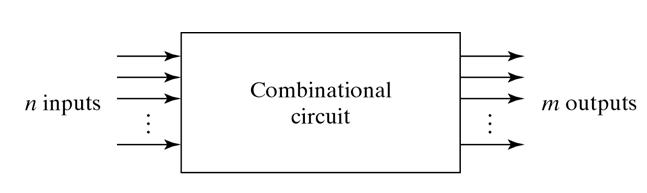 n inputs
Combinational
circuit
m outputs